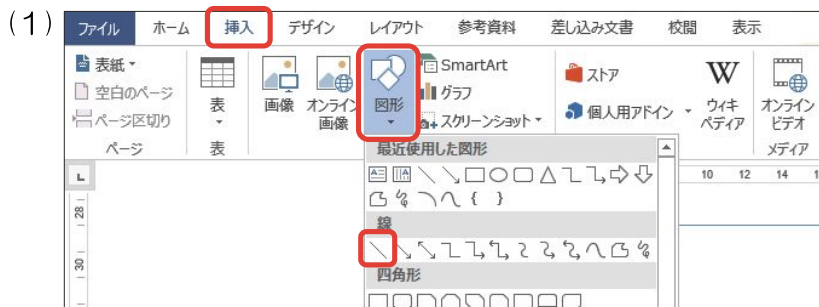 (1)
ファイル ホーム 挿入 デザイン レイアウト 参考資料 差し込み文書 校閲 表示
表紙
空白のページ
ページ区切り
ページ
表
表
画像
オンライン
画像
図形
SmartArt
グラフ
スクリーンショット
ストア
個人用アドイン
W
ウィキ
ペディア
オンライン
ビデオ
メディア
最近使用した図形
{ }
線
四角形
L
10 12 14
28
30